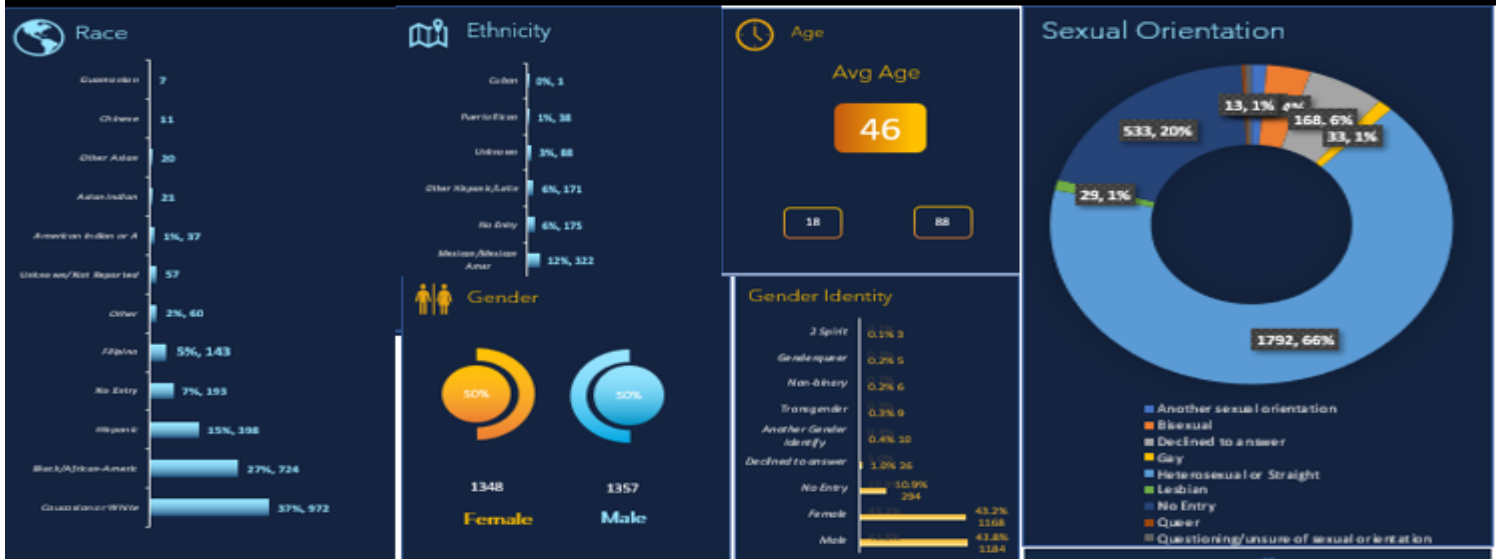 Race
Guamanian 7
Chinese 11
Other Asian 20
Asian Indian 21
American Indian or A 1%, 37
Unknown/Not Reported 57
Other 2%, 60
Filipino 5%, 143
No Entry 7%, 193
Hispanic 15%, 398
Black/African-Americ 27%, 724
Caucasian or White 37%, 972
Ethnicity
Cuban 0%, 1
Puerto Rican 1%, 38
Unknown 3%, 88
Other Hispanic/Latin 6%, 171
No Entry 6%, 175
Mexican/Mexican
Amer 12%, 322
Age
Avg Age
46
18 88
Gender
50% 50%
1348 1357
Female Male
Gender Identity
2 Spirit 0.1% 3
Genderqueer 0.2% 5
Non-binary 0.2% 6
Transgender 0.3% 9
Another Gender
Identify 0.4% 10
Declined to answer 1.0% 26
No Entry 10.9%
294
Female 43.2%
1168
Male 43.8%
1184
Sexual Orientation
13, 1% 4%
168, 6%
533, 20% 33, 1%
29, 1%
1792, 66%
Another sexual orientation
Bisexual
Declined to answer
Gay
Heterosexual or Straight
Lesbian
No Entry
Queer
Questioning/unsure of sexual orientation